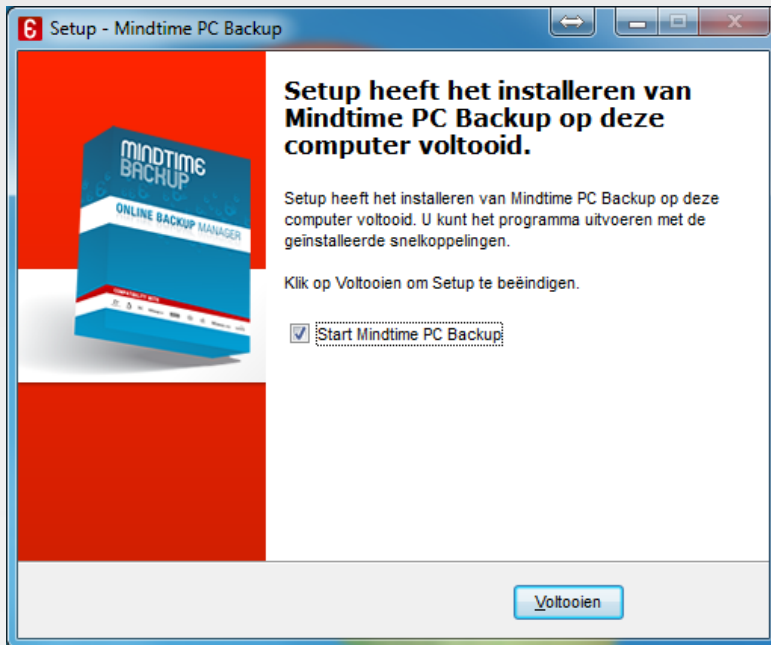 Setup - Mindtime PC Backup
Setup heeft het installeren van
Mindtime PC Backup op deze
computer voltooid.
MINDTIME
BACKUP
ONLINE BACKUP MANAGER
Setup heeft het installeren van Mindtime PC Backup op deze
computer voltooid. U kunt het programma uitvoeren met de
geïnstalleerde snelkoppelingen.
Klik op Voltooien om Setup te beëindigen.
Start Mindtime PC Backup
Voltooien